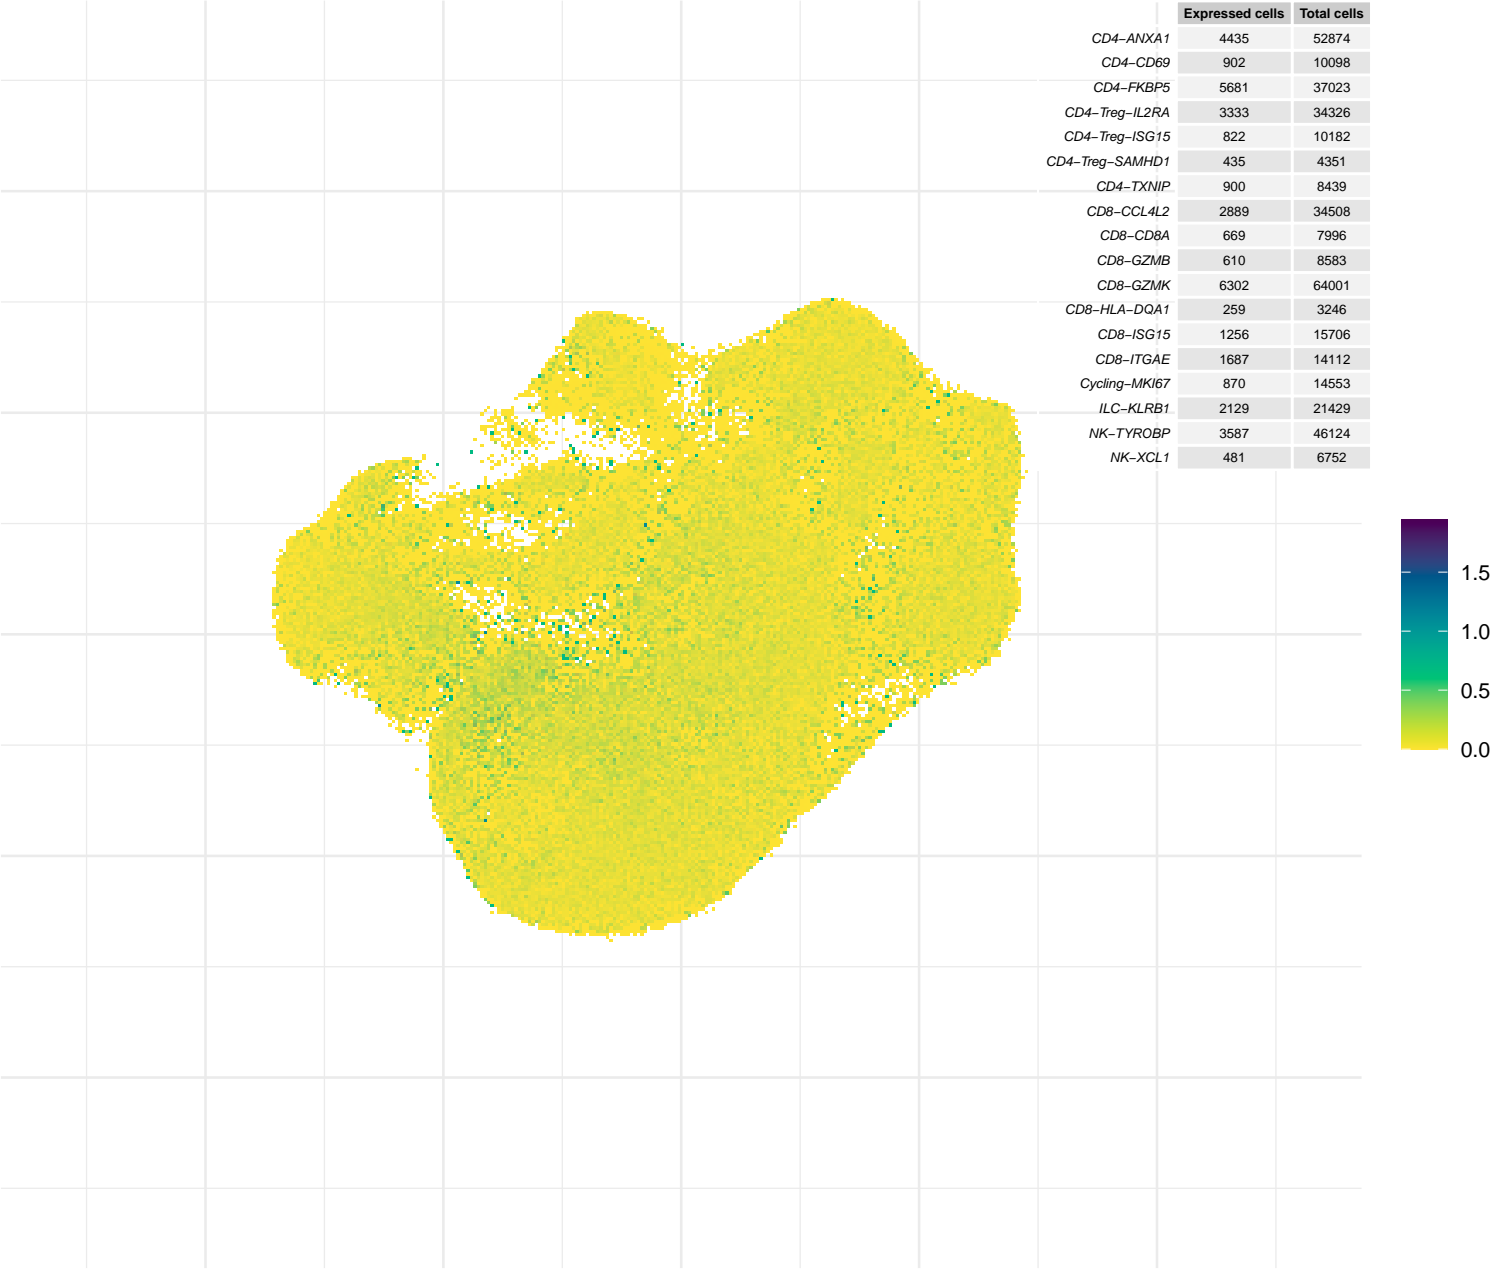 Expressed cells Total cells
CD4−ANXA1 4435 52874
CD4−CD69 902 10098
CD4−FKBP5 5681 37023
CD4−Treg−IL2RA 3333 34326
CD4−Treg−ISG15 822 10182
CD4−Treg−SAMHD1 435 4351
CD4−TXNIP 900 8439
CD8−CCL4L2 2889 34508
CD8−CD8A 669 7996
CD8−GZMB 610 8583
CD8−GZMK 6302 64001
CD8−HLA−DQA1 259 3246
CD8−ISG15 1256 15706
CD8−ITGAE 1687 14112
Cycling−MKI67 870 14553
ILC−KLRB1 2129 21429
NK−TYROBP 3587 46124
NK−XCL1 481 6752
1.5
1.0
0.5
0.0